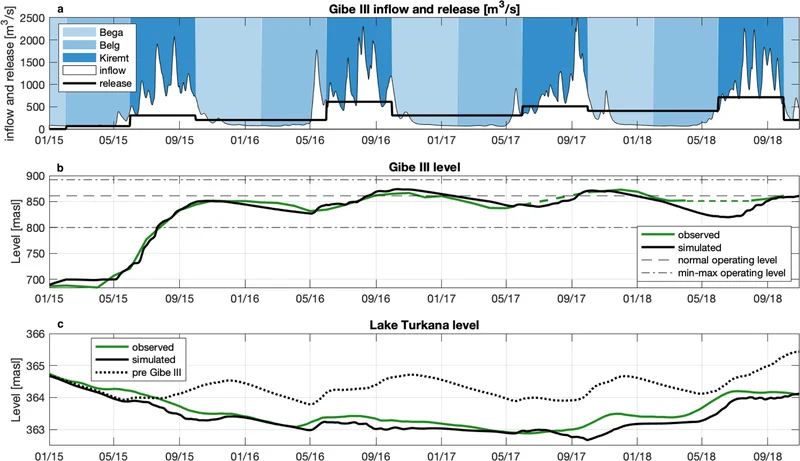 a
Gibe III inflow and release [m³/s]
inflow and release [m³/s]
2500
2000
1500
1000
500
0
Bega
Belg
Kiremt
inflow
release
01/15 05/15 09/15 01/16 05/16 09/16 01/17 05/17 09/17 01/18 05/18 09/18
b
Gibe III level
Level [masl]
900
850
800
750
700
observed
simulated
normal operating level
min-max operating level
01/15 05/15 09/15 01/16 05/16 09/16 01/17 05/17 09/17 01/18 05/18 09/18
c
Lake Turkana level
Level [masl]
366
365
364
363
observed
simulated
pre Gibe III
01/15 05/15 09/15 01/16 05/16 09/16 01/17 05/17 09/17 01/18 05/18 09/18